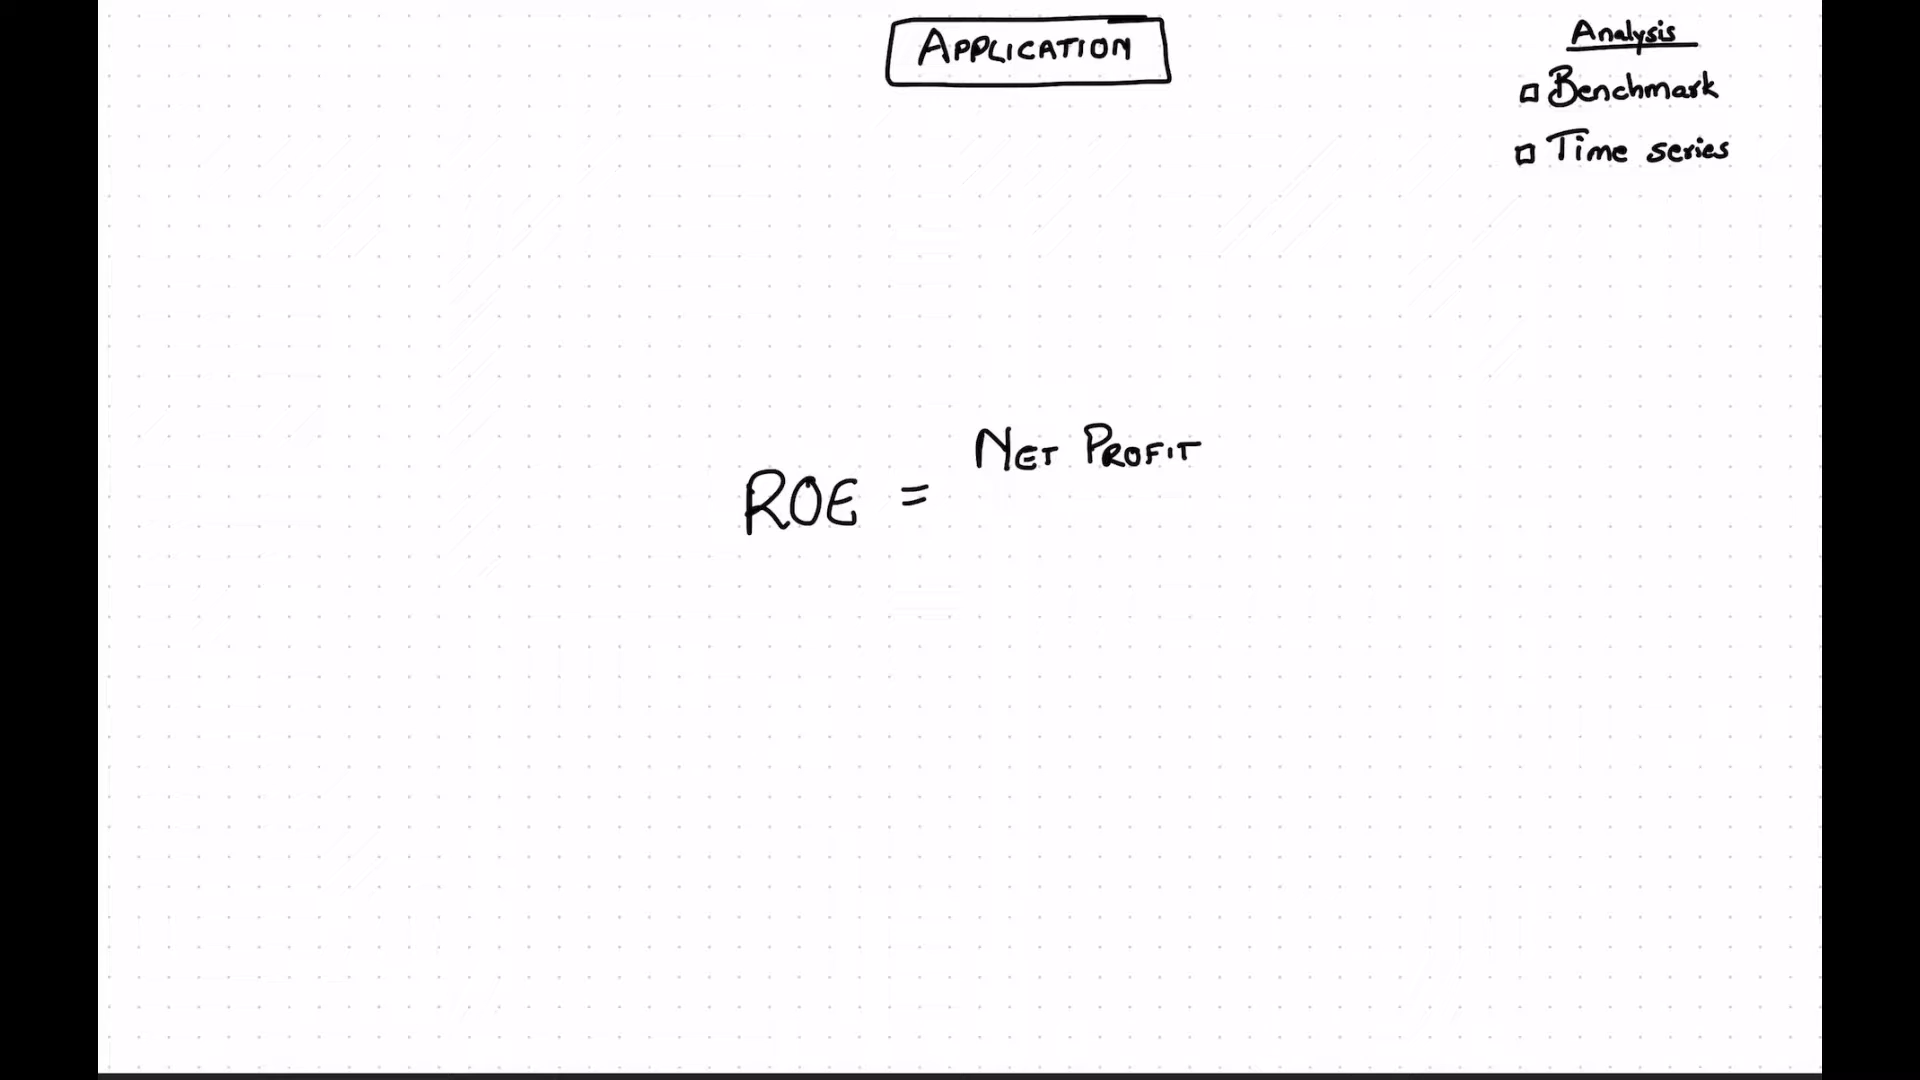 APPLICATION
Analysis
Benchmark
Time series
NET PROFIT
ROE =